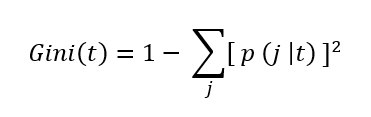 Gini(t) = 1 − ∑[ p (j |t) ]²
j